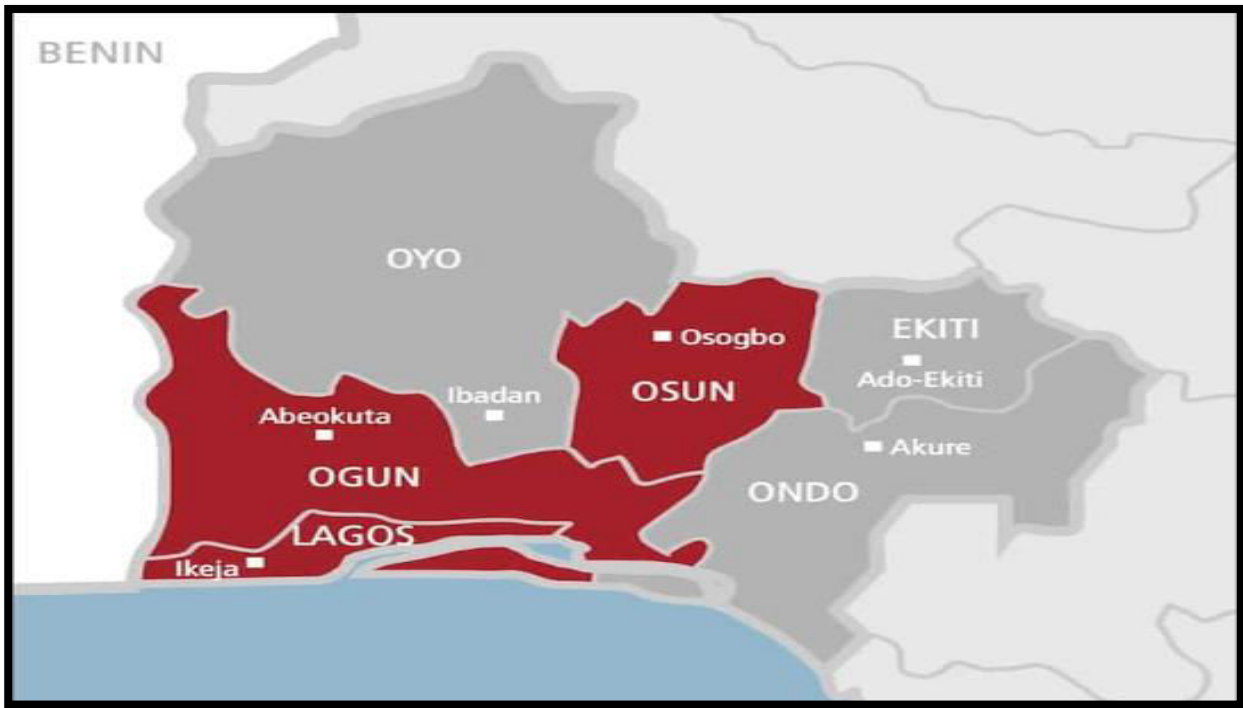 BENIN
OYO
EKITI
Osogbo
Ado-Ekiti
OSUN
Ibadan
Abeokuta
Akure
OGUN
ONDO
LAGOS
Ikeja